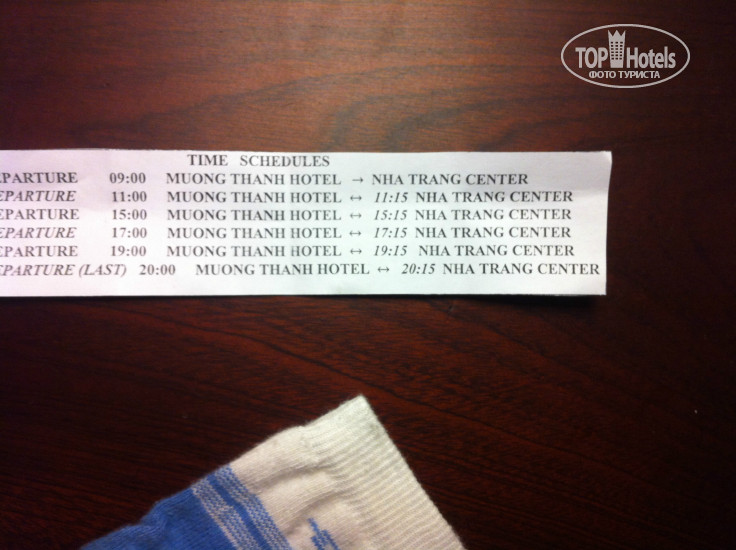 TOP Hotels
ФОТО ТУРИСТА
TIME SCHEDULES
EPARTURE 09:00 MUONG THANH HOTEL → NHA TRANG CENTER
EPARTURE 11:00 MUONG THANH HOTEL ↔ 11:15 NHA TRANG CENTER
EPARTURE 15:00 MUONG THANH HOTEL ↔ 15:15 NHA TRANG CENTER
EPARTURE 17:00 MUONG THANH HOTEL ↔ 17:15 NHA TRANG CENTER
EPARTURE 19:00 MUONG THANH HOTEL ↔ 19:15 NHA TRANG CENTER
EPARTURE (LAST) 20:00 MUONG THANH HOTEL ↔ 20:15 NHA TRANG CENTER